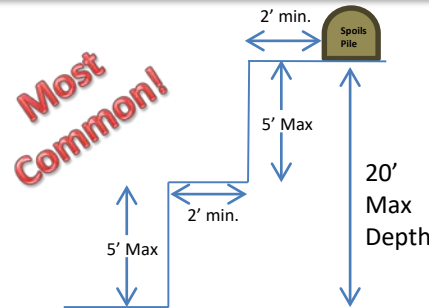 2' min.
Spoils
Pile
Most
Common!
5' Max
20'
Max
Depth
2' min.
5' Max